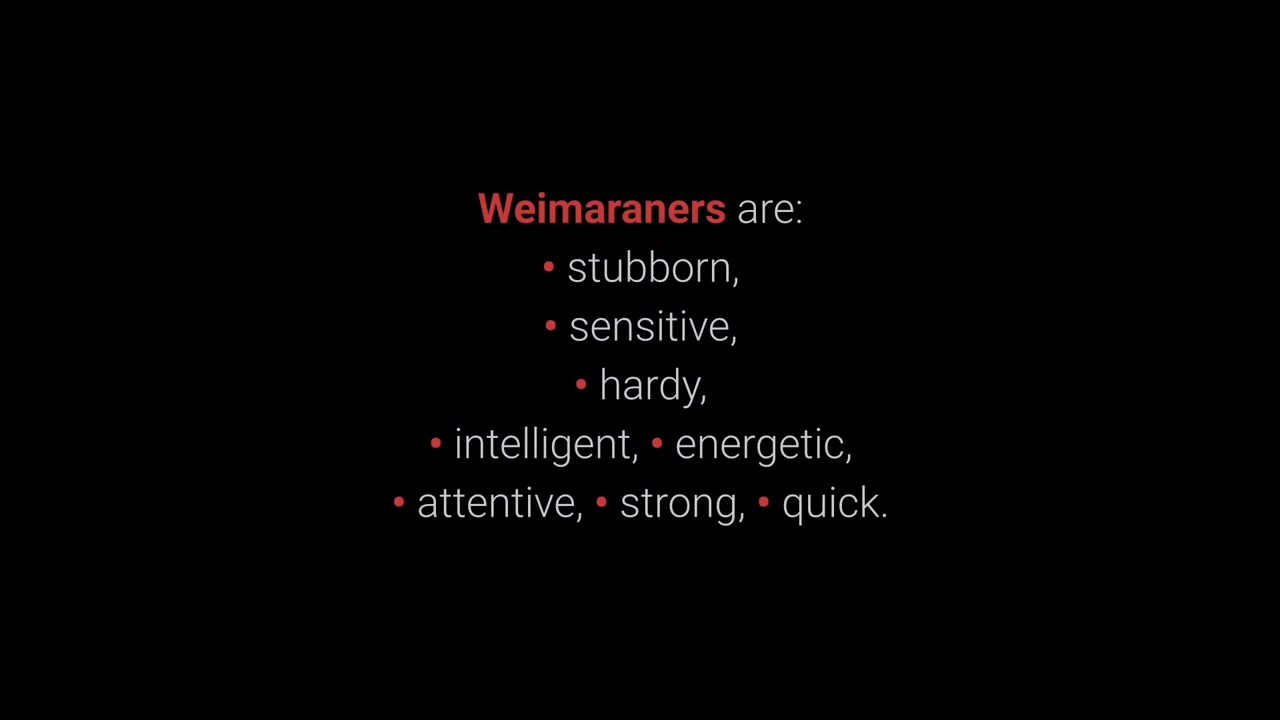 Weimaraners are:
• stubborn,
• sensitive,
• hardy,
• intelligent, • energetic,
• attentive, • strong, • quick.